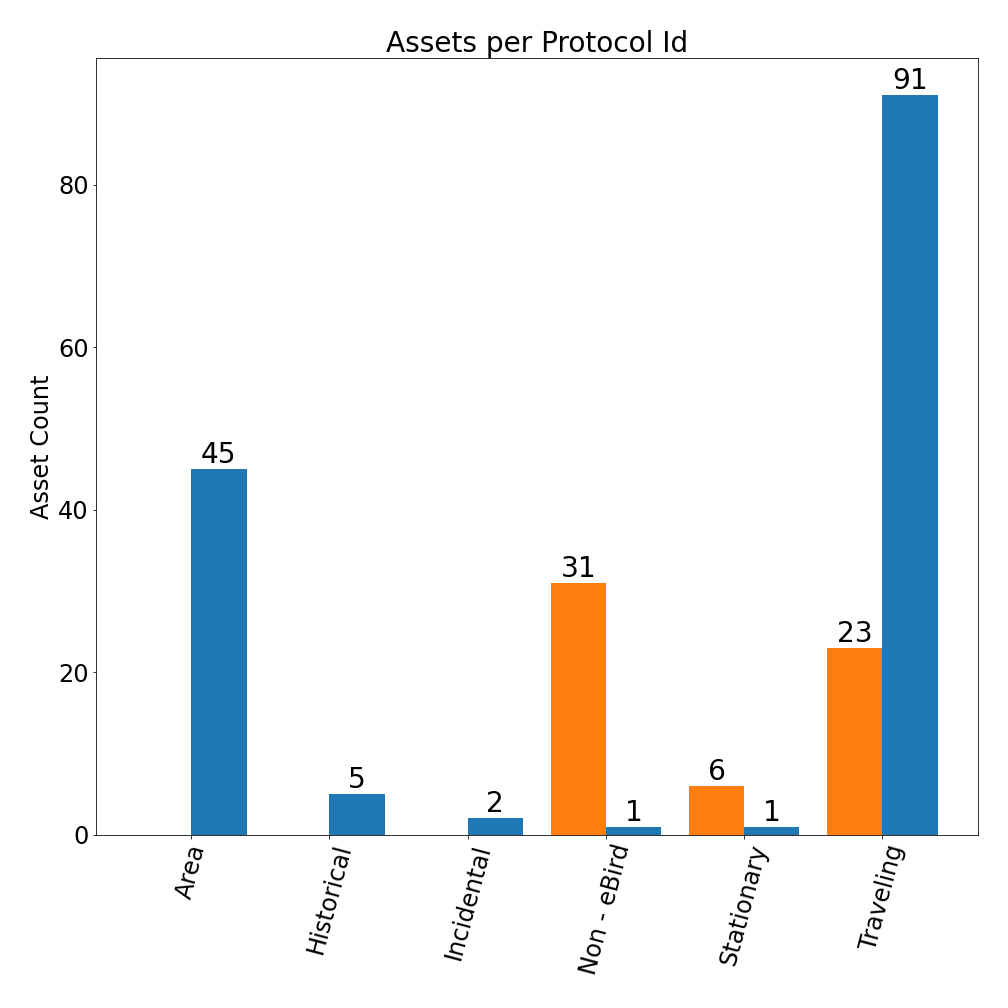 Assets per Protocol Id
91
80
60
Asset Count
45
40
31
23
20
6
5
2
1
1
0
Area
Historical
Incidental
Non - eBird
Stationary
Traveling